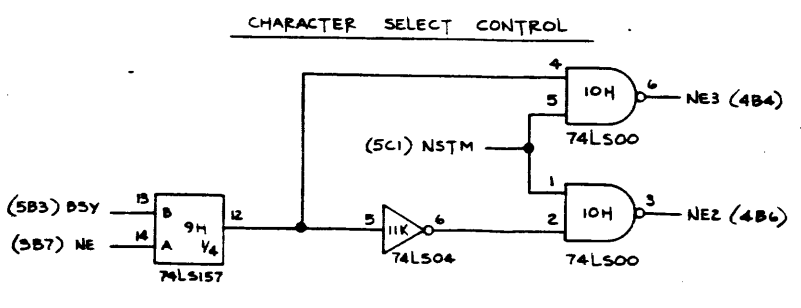 CHARACTER SELECT CONTROL
4
5
10H
6
NE3 (4B4)
74LS00
(5C1) NSTM
1
2
10H
3
NE2 (4B6)
74LS00
(5B3) BSY
13
B
9H
1/4
12
(3B7) NE
14
A
74LS157
5
11K
6
74LS04